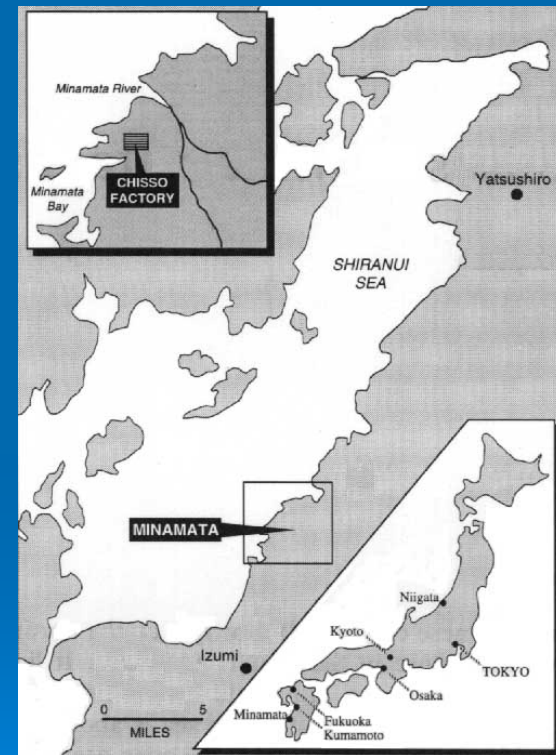 Minamata River
Minamata
Bay
CHISSO
FACTORY
Yatsushiro
SHIRANUI
SEA
MINAMATA
Izumi
0 5
MILES
Niigata
Kyoto
TOKYO
Osaka
Minamata
Fukuoka
Kumamoto